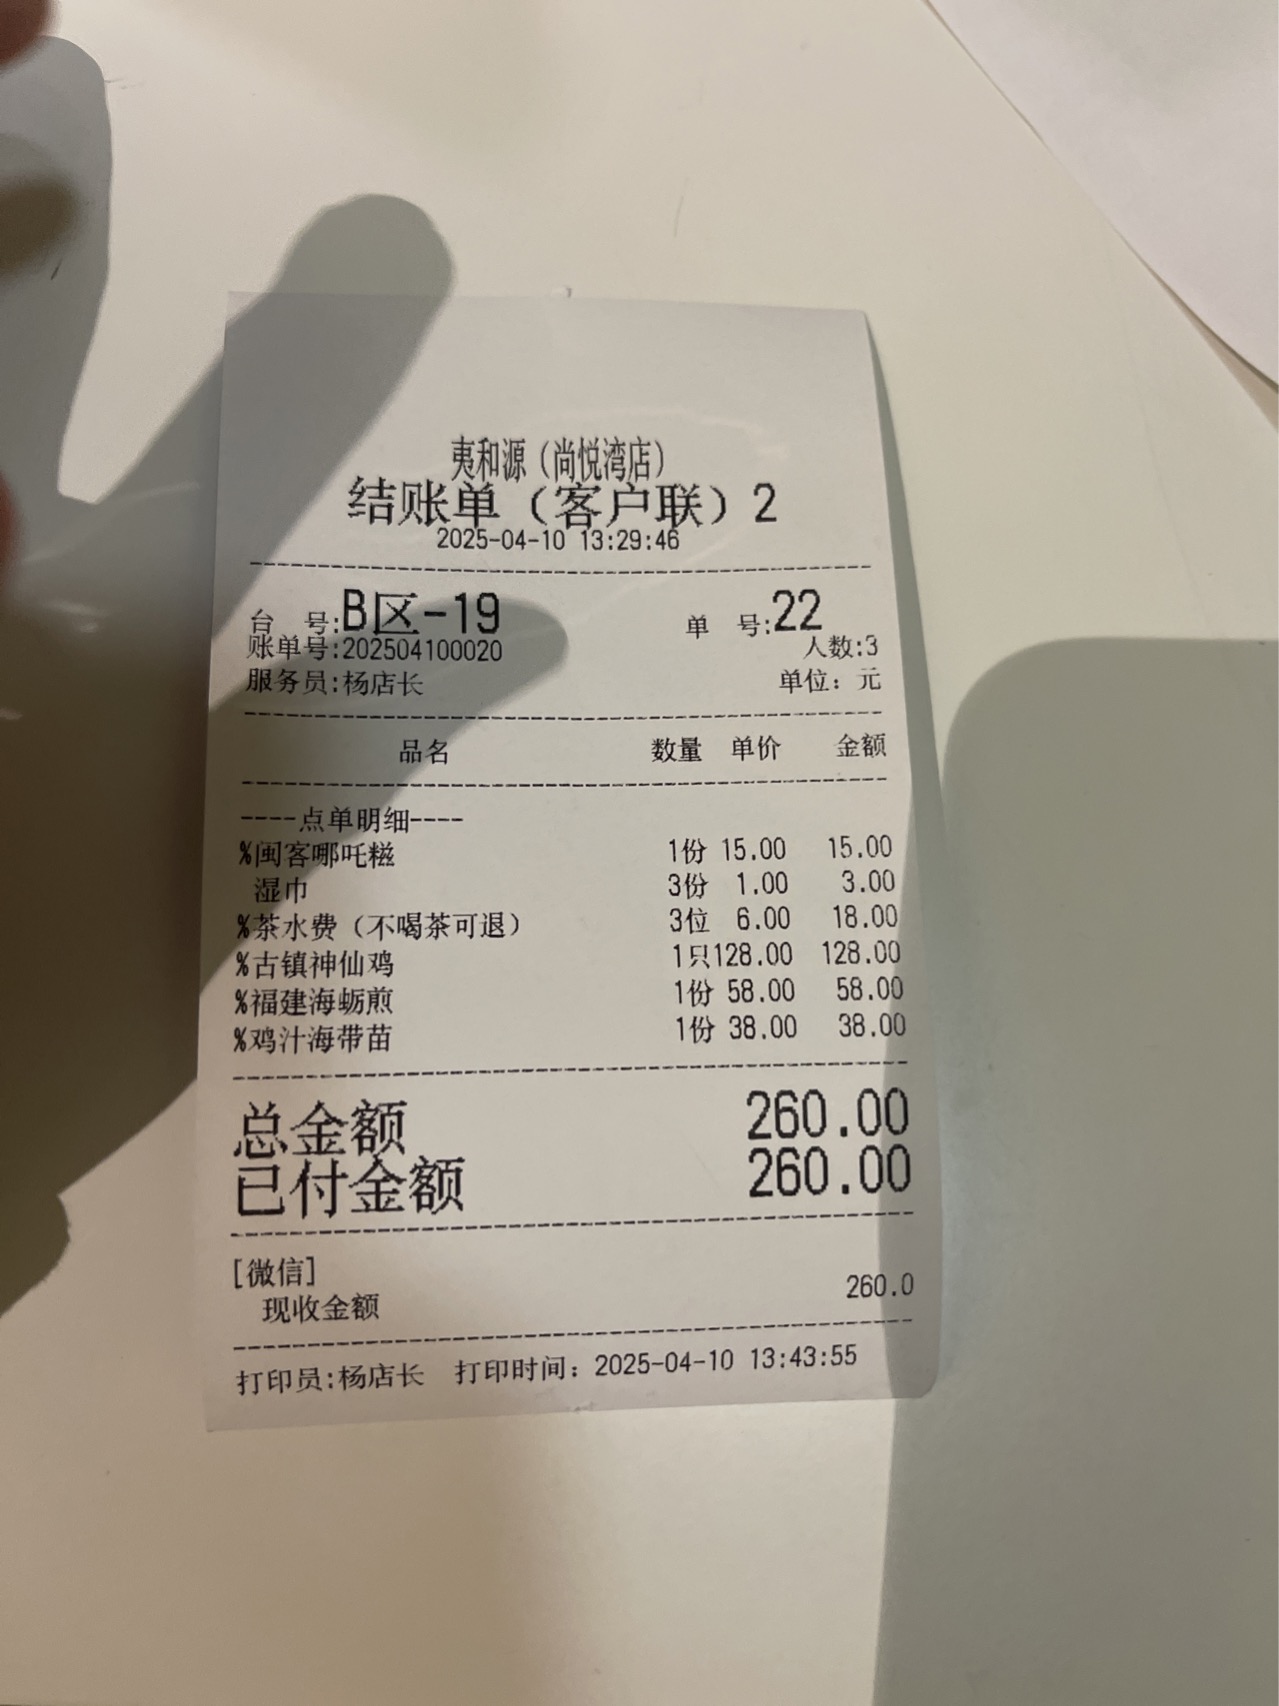 夷和源（尚悦湾店）
结账单（客户联）2
2025-04-10 13:29:46
台 号:B区-19 单 号:22
账单号:202504100020 人数:3
服务员:杨店长 单位：元
品名 数量 单价 金额
----点单明细----
%闽客哪吒糍 1份 15.00 15.00
湿巾 3份 1.00 3.00
%茶水费（不喝茶可退） 3位 6.00 18.00
%古镇神仙鸡 1只128.00 128.00
%福建海蛎煎 1份 58.00 58.00
%鸡汁海带苗 1份 38.00 38.00
总金额 260.00
已付金额 260.00
[微信]
现收金额 260.0
打印员:杨店长 打印时间：2025-04-10 13:43:55